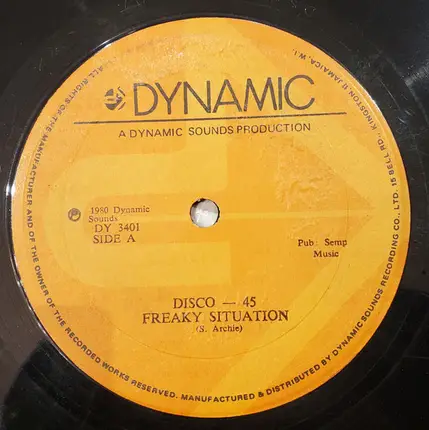 DYNAMIC
A DYNAMIC SOUNDS PRODUCTION
℗ 1980 Dynamic
Sounds
DY 3401
SIDE A
Pub: Semp
Music
DISCO — 45
FREAKY SITUATION
(S. Archie)
ALL RIGHTS OF THE MANUFACTURER AND OF THE OWNER OF THE RECORDED WORKS RESERVED. MANUFACTURED & DISTRIBUTED BY DYNAMIC SOUNDS RECORDING CO., LTD. 15 BELL RD., KINGSTON 11 JAMAICA, W. I.